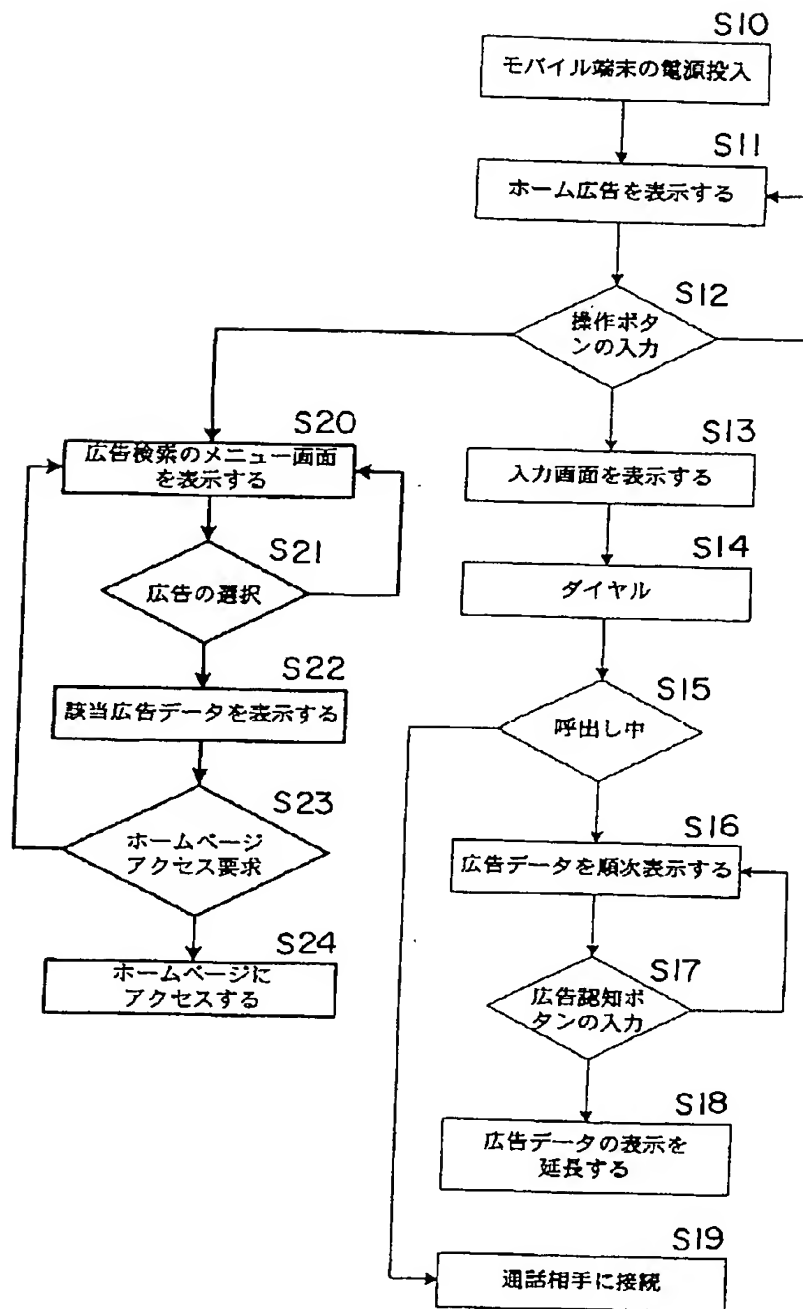 S10
モバイル端末の電源投入
S11
ホーム広告を表示する
S12
操作ボタ
ンの入力
S20
広告検索のメニュー画面
を表示する
S21
広告の選択
S22
該当広告データを表示する
S23
ホームページ
アクセス要求
S24
ホームページに
アクセスする
S13
入力画面を表示する
S14
ダイヤル
S15
呼出し中
S16
広告データを順次表示する
S17
広告認知ボ
タンの入力
S18
広告データの表示を
延長する
S19
通話相手に接続